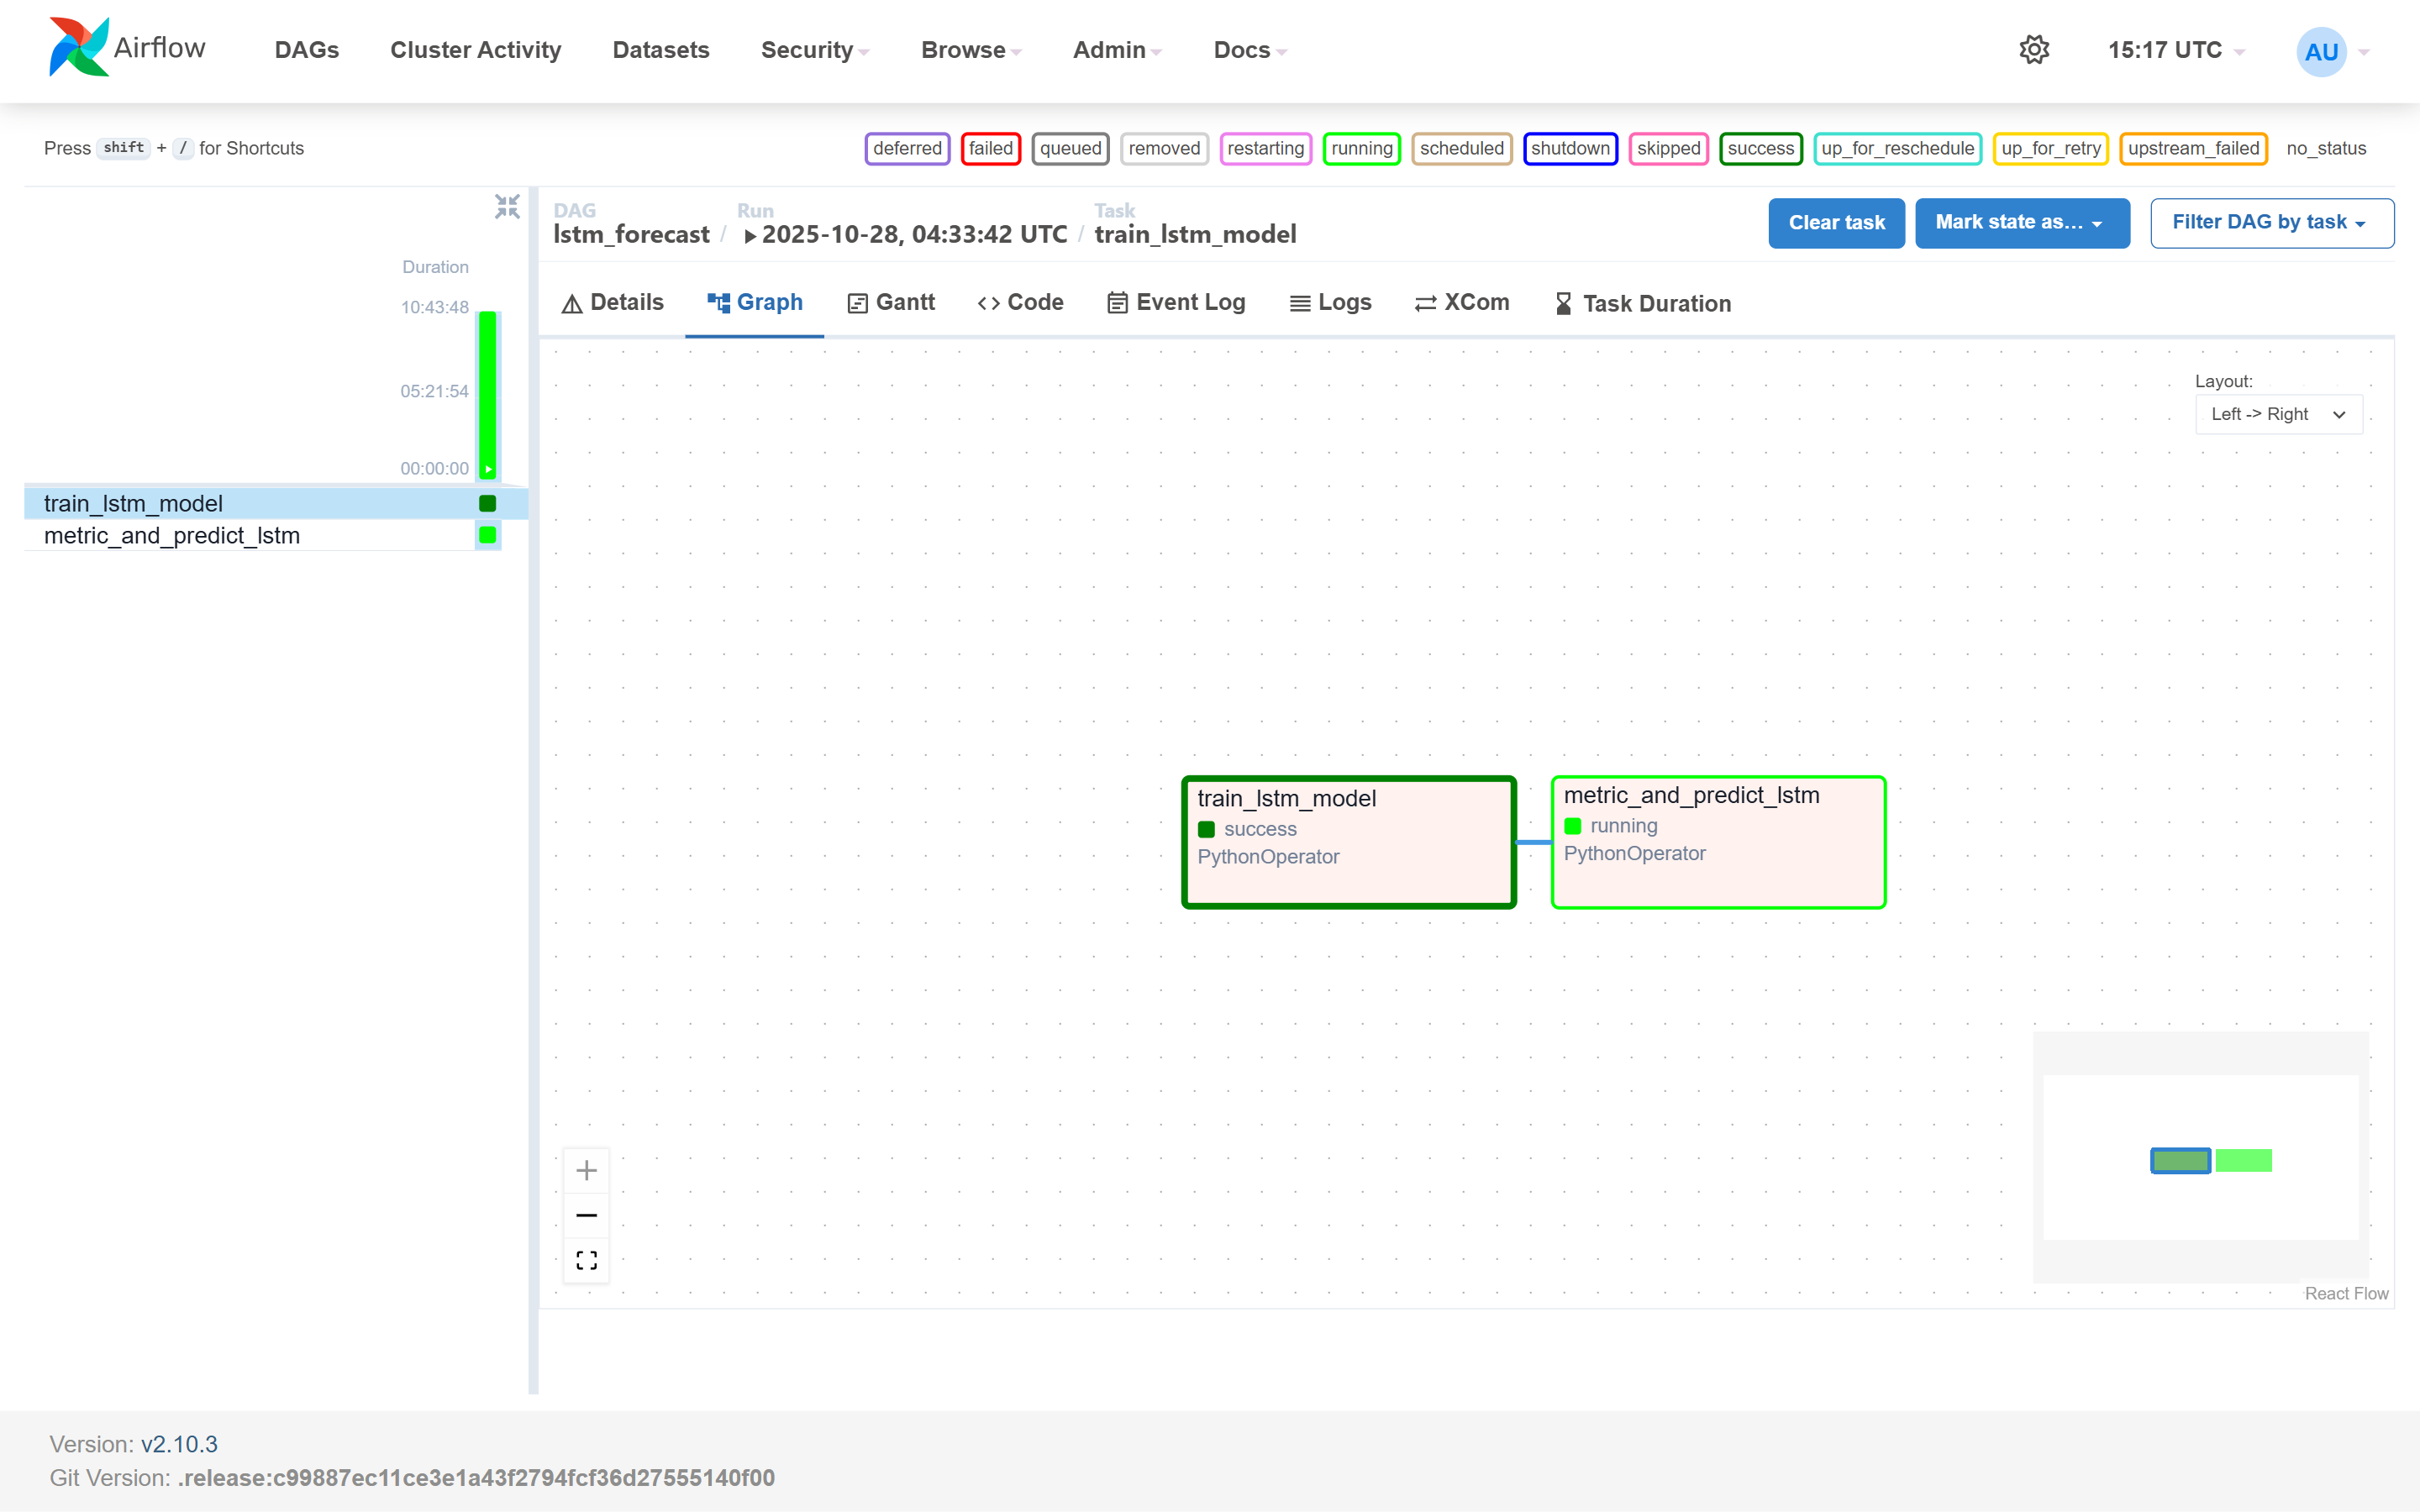 Airflow
DAGs Cluster Activity Datasets Security Browse Admin Docs 15:17 UTC AU
Press shift + / for Shortcuts
deferred failed queued removed restarting running scheduled shutdown skipped success up_for_reschedule up_for_retry upstream_failed no_status
Duration
10:43:48
05:21:54
00:00:00
train_lstm_model
metric_and_predict_lstm
DAG Run Task
lstm_forecast / 2025-10-28, 04:33:42 UTC / train_lstm_model
Clear task Mark state as... Filter DAG by task
Details Graph Gantt Code Event Log Logs XCom Task Duration
Layout:
Left -> Right
train_lstm_model
success
PythonOperator
metric_and_predict_lstm
running
PythonOperator
React Flow
Version: v2.10.3
Git Version: .release:c99887ec11ce3e1a43f2794fcf36d27555140f00